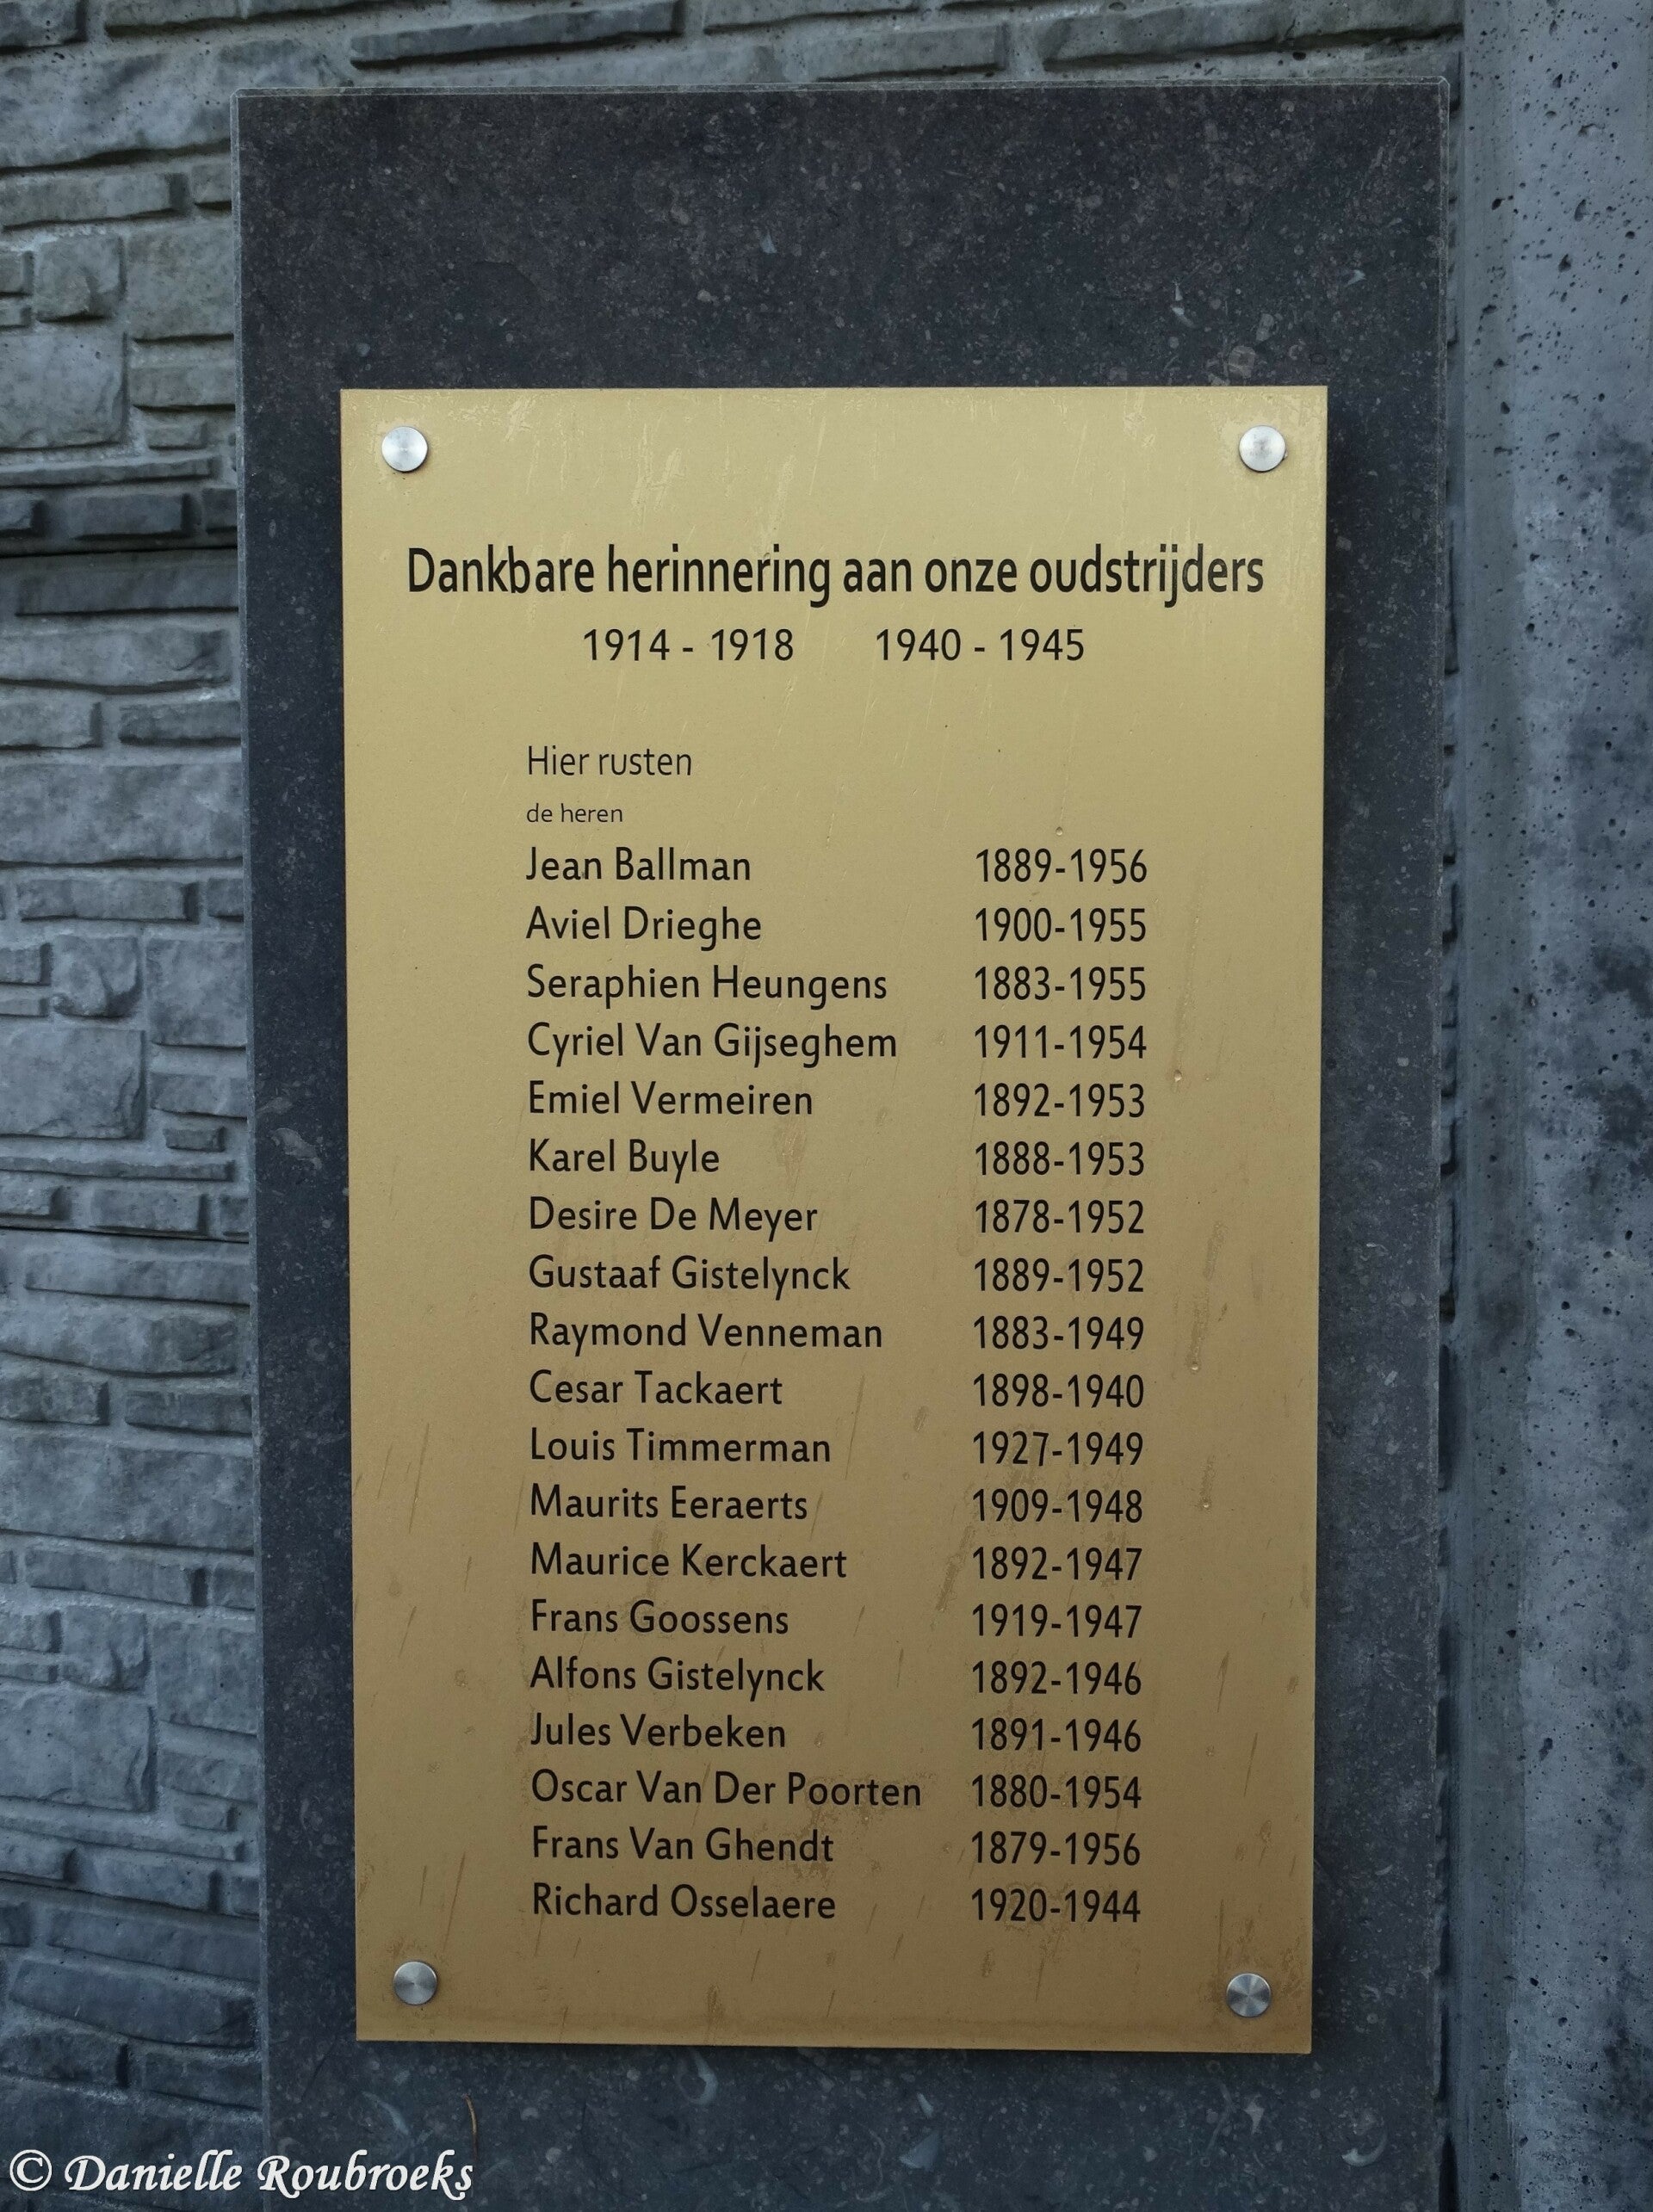 Dankbare herinnering aan onze oudstrijders
1914 - 1918 1940 - 1945
Hier rusten
de heren
Jean Ballman 1889-1956
Aviel Drieghe 1900-1955
Seraphien Heungens 1883-1955
Cyriel Van Gijseghem 1911-1954
Emiel Vermeiren 1892-1953
Karel Buyle 1888-1953
Desire De Meyer 1878-1952
Gustaaf Gistelynck 1889-1952
Raymond Venneman 1883-1949
Cesar Tackaert 1898-1940
Louis Timmerman 1927-1949
Maurits Eeraerts 1909-1948
Maurice Kerckaert 1892-1947
Frans Goossens 1919-1947
Alfons Gistelynck 1892-1946
Jules Verbeken 1891-1946
Oscar Van Der Poorten 1880-1954
Frans Van Ghendt 1879-1956
Richard Osselaere 1920-1944
© Danielle Roubroeks